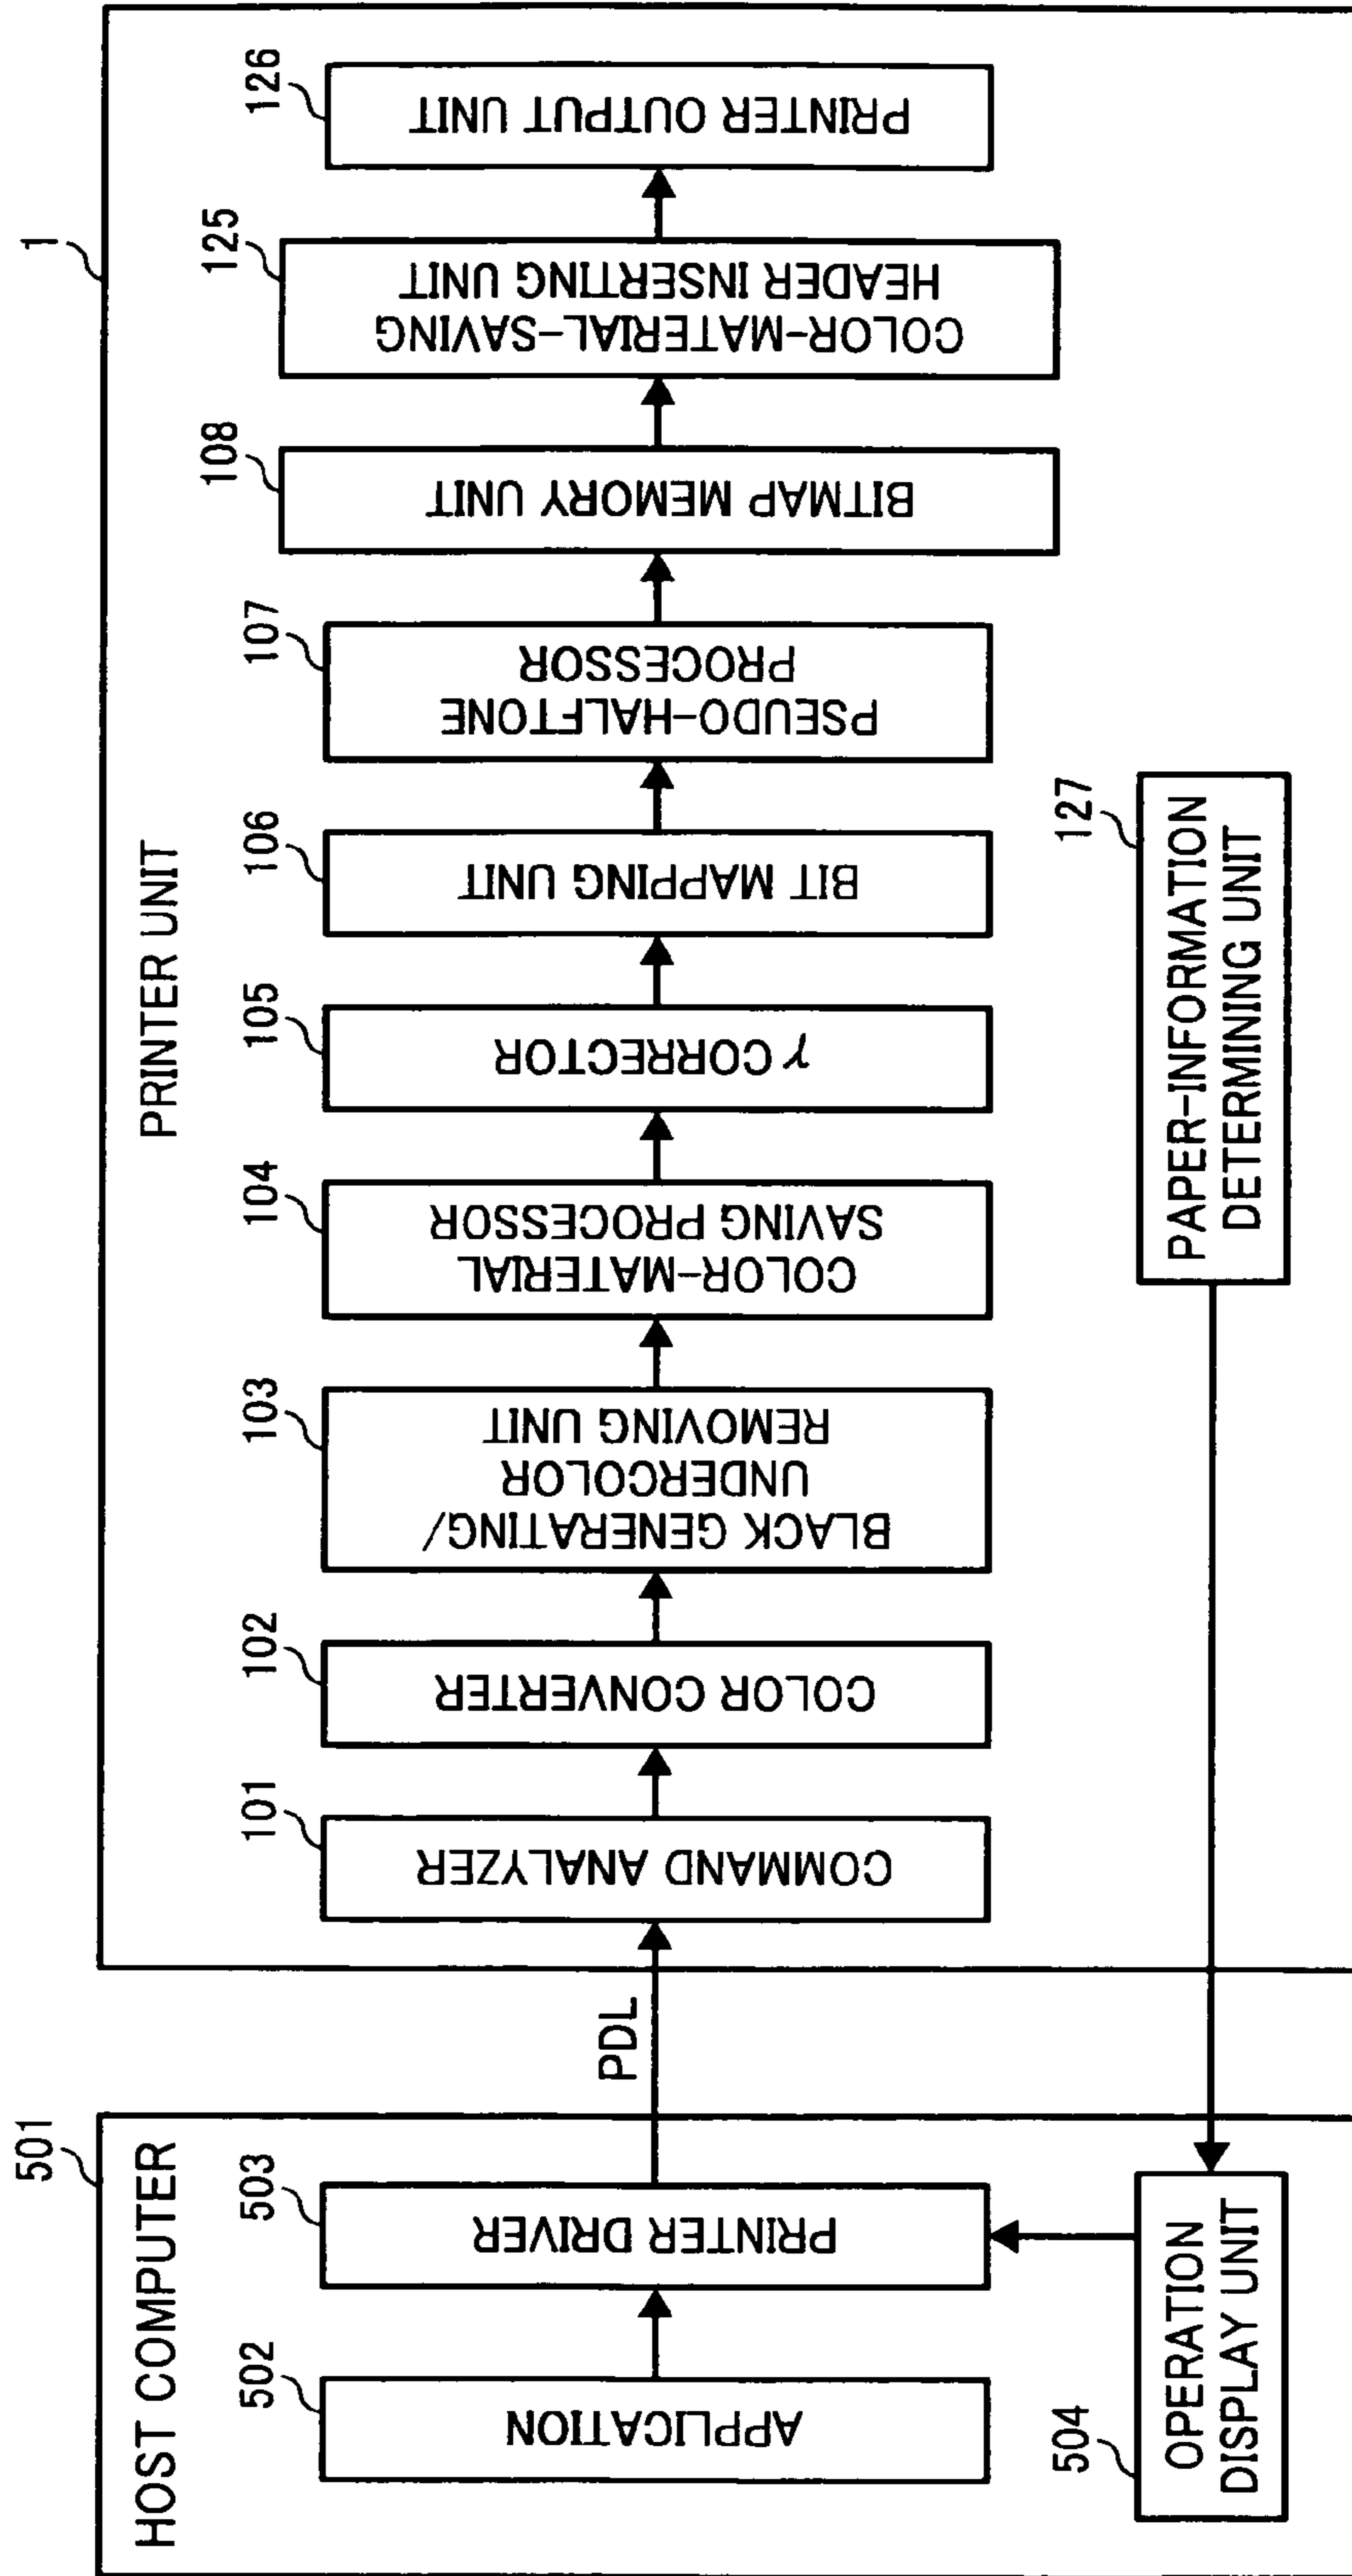 501
HOST COMPUTER
502
APPLICATION
503
PRINTER DRIVER
504
OPERATION
DISPLAY UNIT
PDL
1
PRINTER UNIT
101
COMMAND ANALYZER
102
COLOR CONVERTER
103
BLACK GENERATING/
UNDERCOLOR
REMOVING UNIT
104
COLOR-MATERIAL
SAVING PROCESSOR
105
γ CORRECTOR
106
BIT MAPPING UNIT
107
PSEUDO-HALFTONE
PROCESSOR
108
BITMAP MEMORY UNIT
125
COLOR-MATERIAL-SAVING
HEADER INSERTING UNIT
126
PRINTER OUTPUT UNIT
127
PAPER-INFORMATION
DETERMINING UNIT